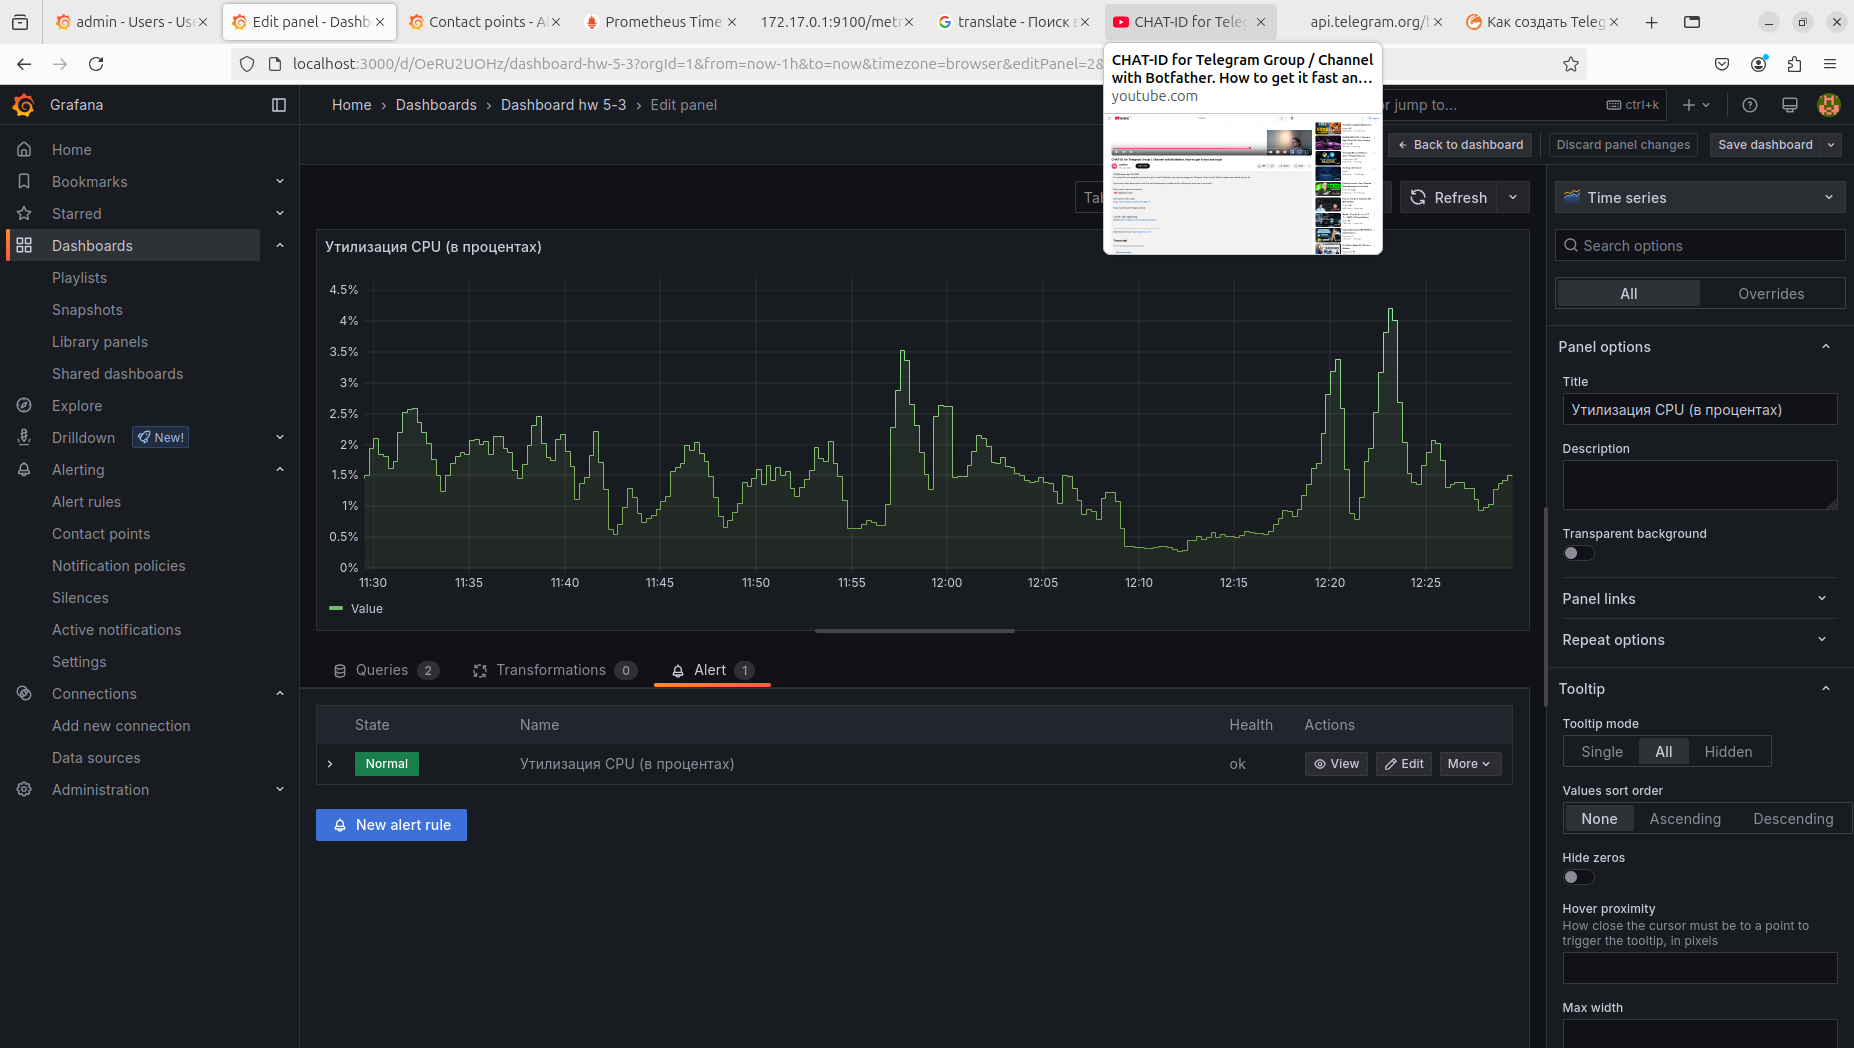 admin - Users - Us
Edit panel - Dashb
Contact points - Al
Prometheus Time
172.17.0.1:9100/metr
translate - Поиск в
CHAT-ID for Teleg
api.telegram.org/b
Как создать Teleg
localhost:3000/d/OeRU2UOHz/dashboard-hw-5-3?orgId=1&from=now-1h&to=now&timezone=browser&editPanel=2&
CHAT-ID for Telegram Group / Channel
with Botfather. How to get it fast an...
youtube.com
Grafana
Home › Dashboards › Dashboard hw 5-3 › Edit panel
or jump to...
ctrl+k
Back to dashboard
Discard panel changes
Save dashboard
Home
Bookmarks
Starred
Dashboards
Playlists
Snapshots
Library panels
Shared dashboards
Explore
Drilldown
New!
Alerting
Alert rules
Contact points
Notification policies
Silences
Active notifications
Settings
Connections
Add new connection
Data sources
Administration
Refresh
Утилизация CPU (в процентах)
4.5%
4%
3.5%
3%
2.5%
2%
1.5%
1%
0.5%
0%
11:30 11:35 11:40 11:45 11:50 11:55 12:00 12:05 12:10 12:15 12:20 12:25
Value
Queries 2
Transformations 0
Alert 1
State Name Health Actions
Normal Утилизация CPU (в процентах) ok View Edit More
New alert rule
Time series
Search options
All Overrides
Panel options
Title
Утилизация CPU (в процентах)
Description
Transparent background
Panel links
Repeat options
Tooltip
Tooltip mode
Single All Hidden
Values sort order
None Ascending Descending
Hide zeros
Hover proximity
How close the cursor must be to a point to
trigger the tooltip, in pixels
Max width